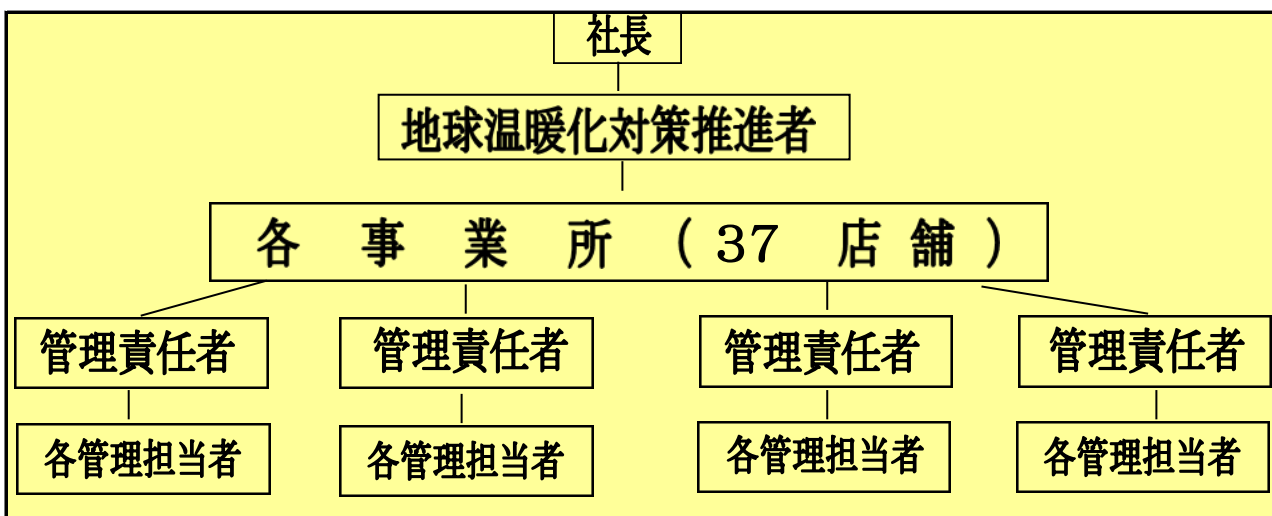 社長
地球温暖化対策推進者
各事業所(37店舗)
管理責任者 管理責任者 管理責任者 管理責任者
各管理担当者 各管理担当者 各管理担当者 各管理担当者